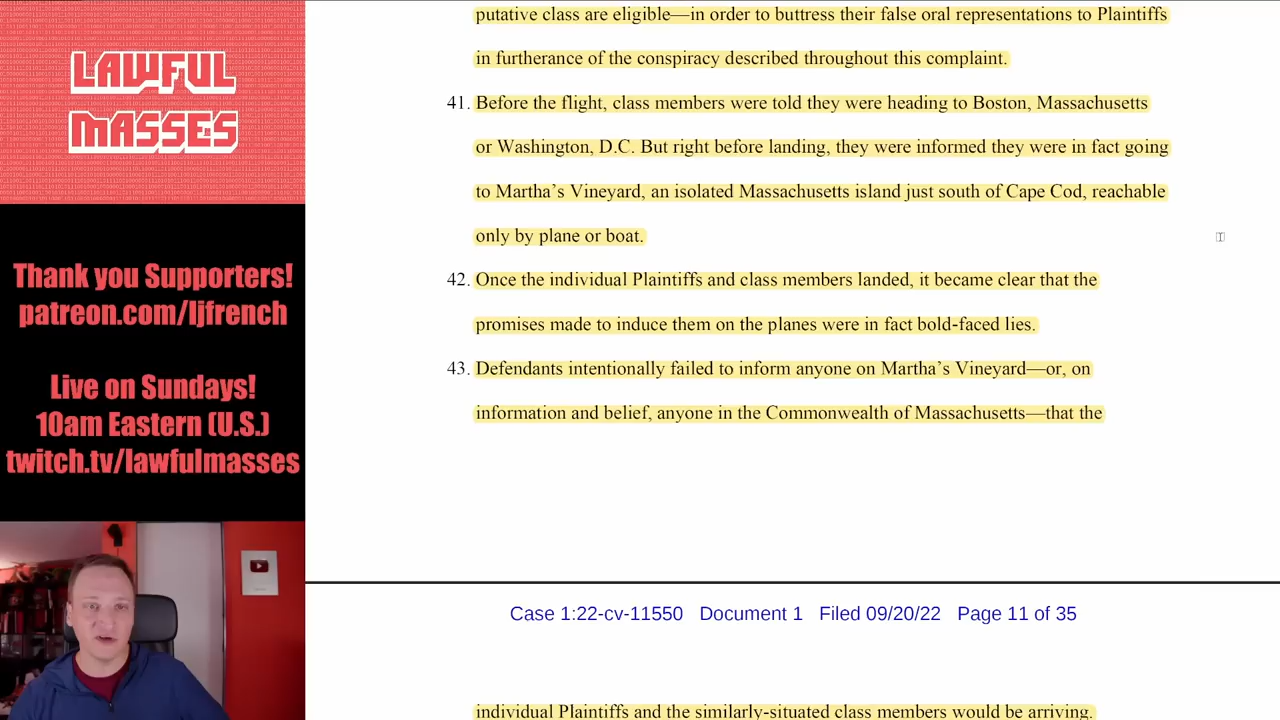 LAWFUL
MASSES
Thank you Supporters!
patreon.com/ljfrench
Live on Sundays!
10am Eastern (U.S.)
twitch.tv/lawfulmasses
putative class are eligible—in order to buttress their false oral representations to Plaintiffs
in furtherance of the conspiracy described throughout this complaint.
41. Before the flight, class members were told they were heading to Boston, Massachusetts
or Washington, D.C. But right before landing, they were informed they were in fact going
to Martha’s Vineyard, an isolated Massachusetts island just south of Cape Cod, reachable
only by plane or boat.
42. Once the individual Plaintiffs and class members landed, it became clear that the
promises made to induce them on the planes were in fact bold-faced lies.
43. Defendants intentionally failed to inform anyone on Martha’s Vineyard—or, on
information and belief, anyone in the Commonwealth of Massachusetts—that the
Case 1:22-cv-11550 Document 1 Filed 09/20/22 Page 11 of 35
individual Plaintiffs and the similarly-situated class members would be arriving.